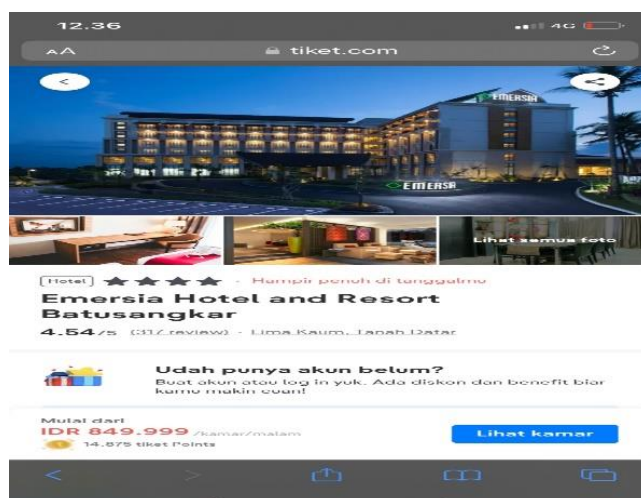 12.36
4G
AA
tiket.com
EMERSIA
EMERSIA
Lihat semua foto
Hotel
Hampir penuh di tanggalmu
Emersia Hotel and Resort
Batusangkar
4.54/5 (317 review) - Lima Kaum, Tanah Datar
Udah punya akun belum?
Buat akun atau log in yuk. Ada diskon dan benefit biar
kamu makin cuan!
Mulai dari
IDR 849.999 /kamar/malam
14.875 tiket Points
Lihat kamar